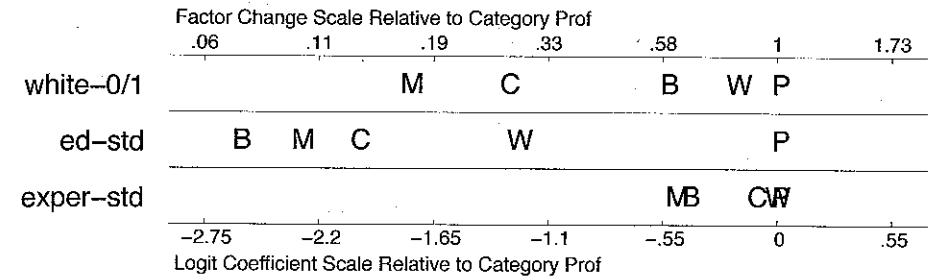 Factor Change Scale Relative to Category Prof
.06 .11 .19 .33 .58 1 1.73
white–0/1 M C B W P
ed–std B M C W P
exper–std M B C W P
−2.75 −2.2 −1.65 −1.1 −.55 0 .55
Logit Coefficient Scale Relative to Category Prof